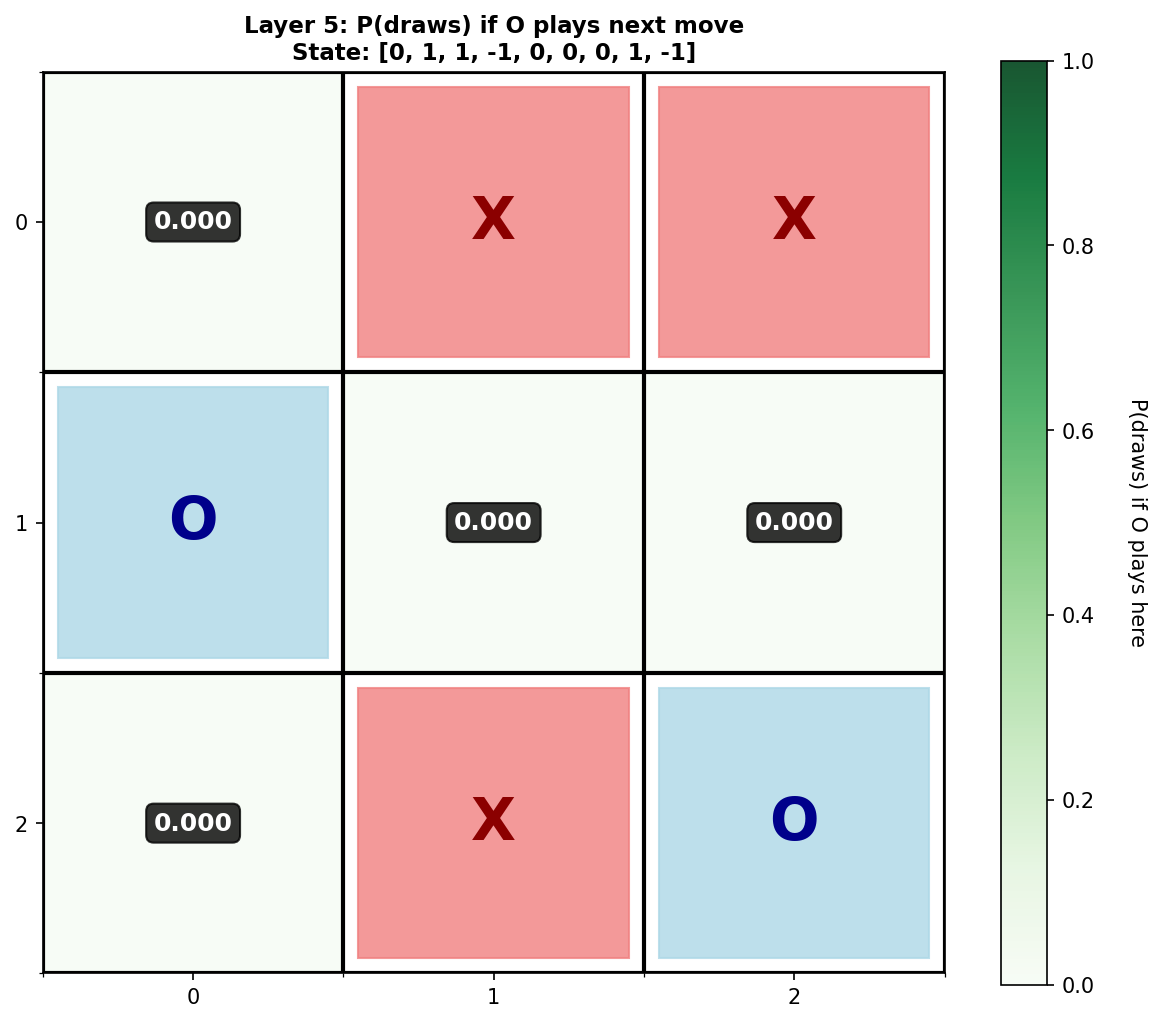 Layer 5: P(draws) if O plays next move
State: [0, 1, 1, -1, 0, 0, 0, 1, -1]
0
0.000
X
X
1
O
0.000
0.000
2
0.000
X
O
0
1
2
1.0
0.8
0.6
0.4
0.2
0.0
P(draws) if O plays here